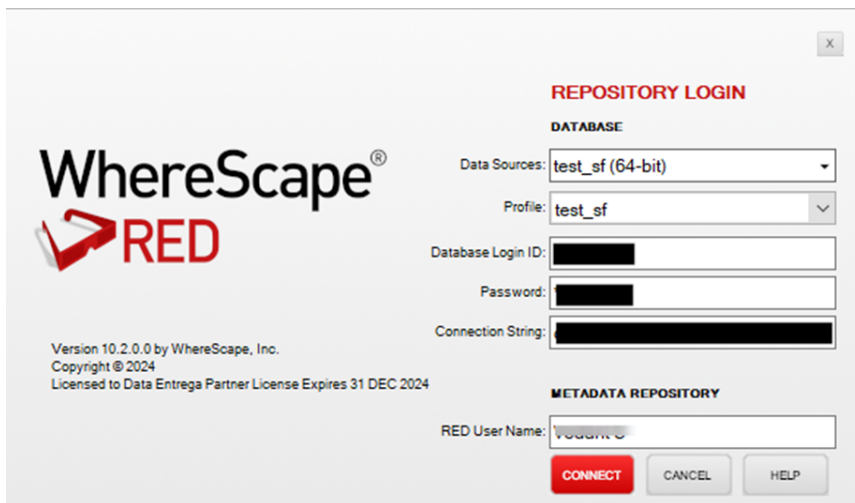 X
REPOSITORY LOGIN
DATABASE
WhereScape®
RED
Data Sources: test_sf (64-bit)
Profile: test_sf
Database Login ID:
Password:
Connection String:
Version 10.2.0.0 by WhereScape, Inc.
Copyright © 2024
Licensed to Data Entrega Partner License Expires 31 DEC 2024
METADATA REPOSITORY
RED User Name:
CONNECT CANCEL HELP